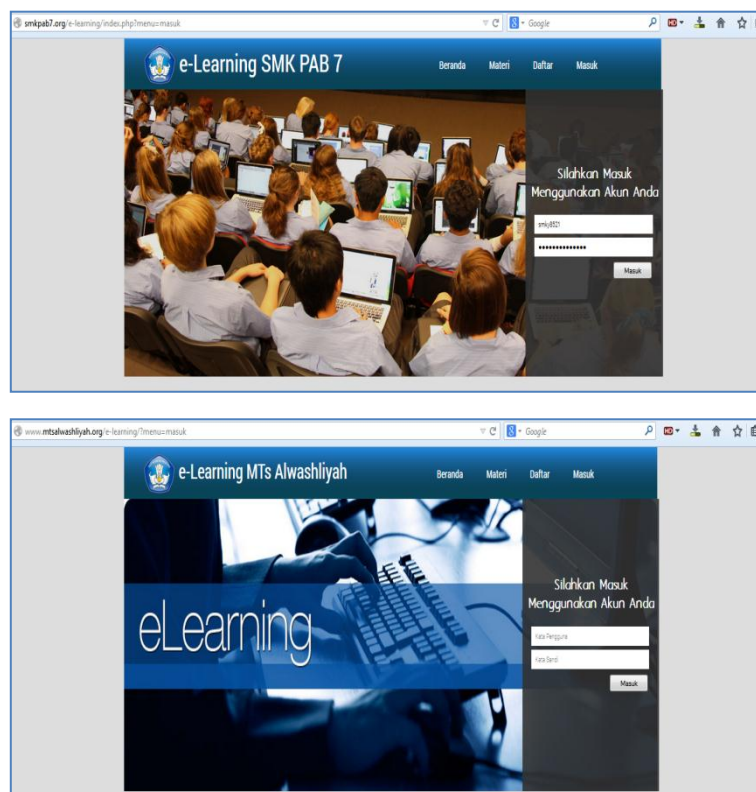 smkpab7.org/e-learning/index.php?menu=masuk
Google
e-Learning SMK PAB 7
Beranda Materi Daftar Masuk
Silahkan Masuk
Menggunakan Akun Anda
smky8521
Masuk
www.mtsalwashliyah.org/e-learning/?menu=masuk
Google
e-Learning MTs Alwashliyah
Beranda Materi Daftar Masuk
eLearning
Silahkan Masuk
Menggunakan Akun Anda
Kata Pengguna
Kata Sandi
Masuk